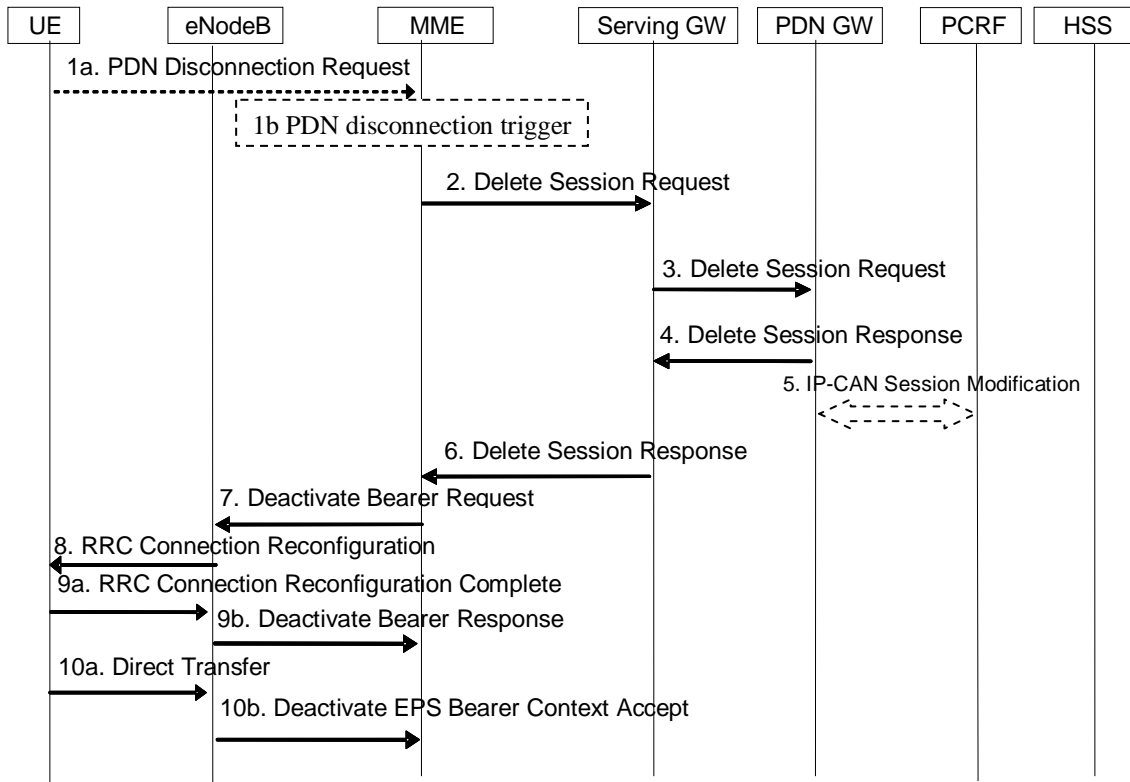 UE eNodeB MME Serving GW PDN GW PCRF HSS
1a. PDN Disconnection Request
1b PDN disconnection trigger
2. Delete Session Request
3. Delete Session Request
4. Delete Session Response
5. IP-CAN Session Modification
6. Delete Session Response
7. Deactivate Bearer Request
8. RRC Connection Reconfiguration
9a. RRC Connection Reconfiguration Complete
9b. Deactivate Bearer Response
10a. Direct Transfer
10b. Deactivate EPS Bearer Context Accept